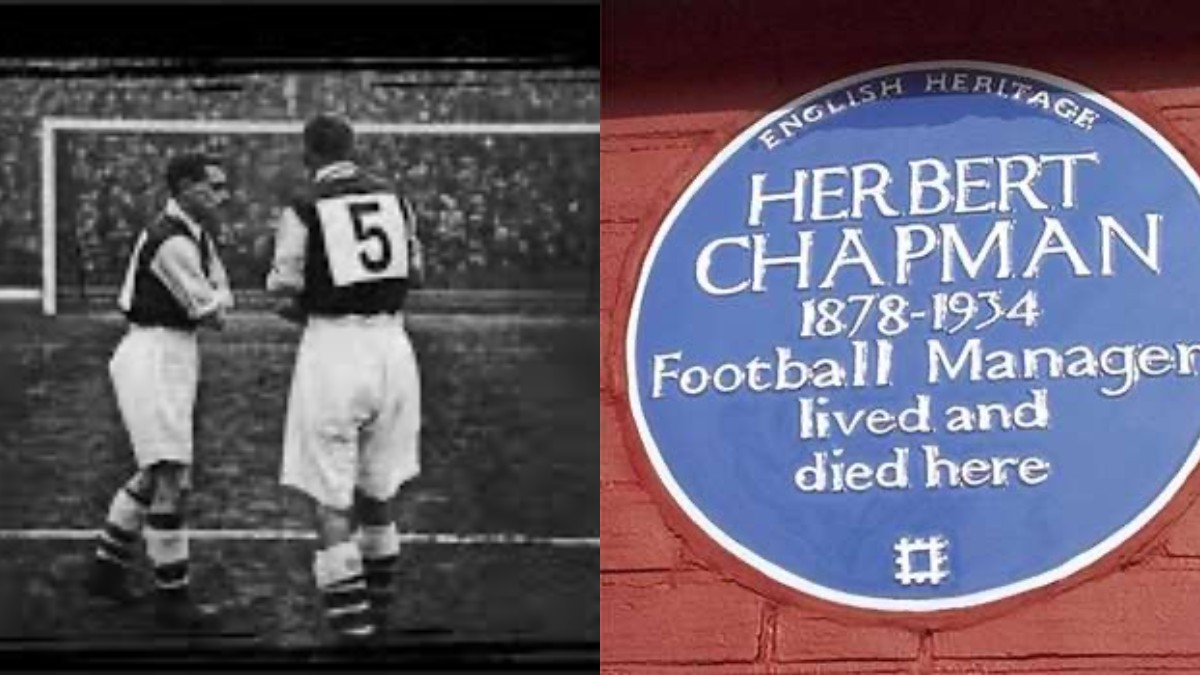 5
ENGLISH HERITAGE
HERBERT
CHAPMAN
1878-1934
Football Manager
lived and
died here